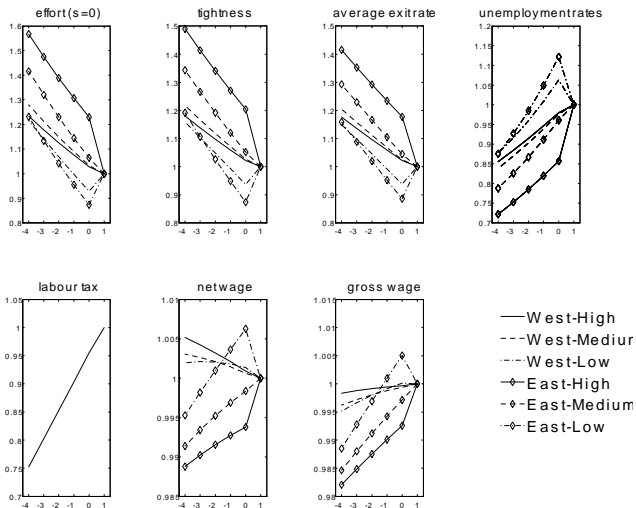 effort (s=0) tightness average exit rate unemployment rates
1.6 1.5 1.5 1.2
1.5 1.4 1.4 1.1
1.4 1.3 1.3 1
1.3 1.2 1.2 0.95
1.2 1.1 1.1 0.9
1.1 1 1 0.85
1 0.9 0.9 0.8
0.9 0.75
0.8 0.8 0.8 0.7
-4 -3 -2 -1 0 1 -4 -3 -2 -1 0 1 -4 -3 -2 -1 0 1 -4 -3 -2 -1 0 1
labour tax net wage gross wage
1.05 1.015 1.015
1 1.01 1.01
0.95 1.005 1.005
0.9 1 1
0.85 0.995 0.995
0.8 0.99 0.99
0.75 0.985
0.7 0.985 0.98
-4 -3 -2 -1 0 1 -4 -3 -2 -1 0 1 -4 -3 -2 -1 0 1
West-High
West-Medium
West-Low
East-High
East-Medium
East-Low